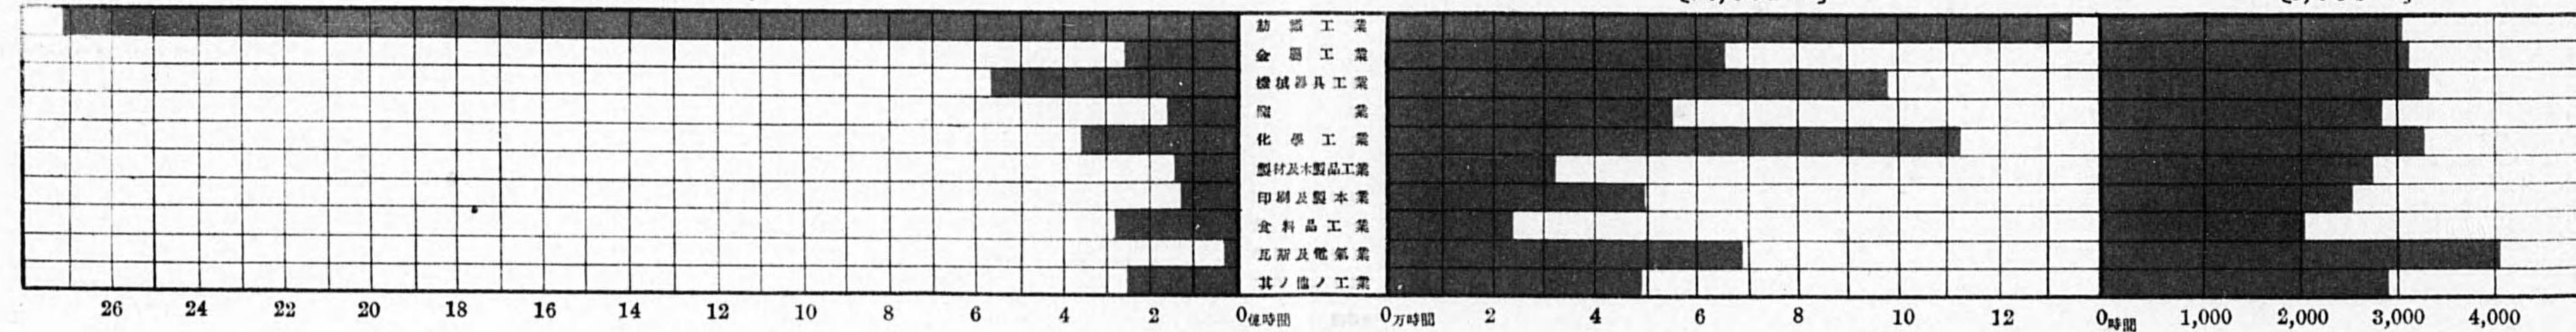 紡績工業
金屬工業
機械器具工業
窯業
化學工業
製材及木製品工業
印刷及製本業
食料品工業
瓦斯及電氣業
其ノ他ノ工業
26 24 22 20 18 16 14 12 10 8 6 4 2 0億時間 0万時間 2 4 6 8 10 12 0時間 1,000 2,000 3,000 4,000